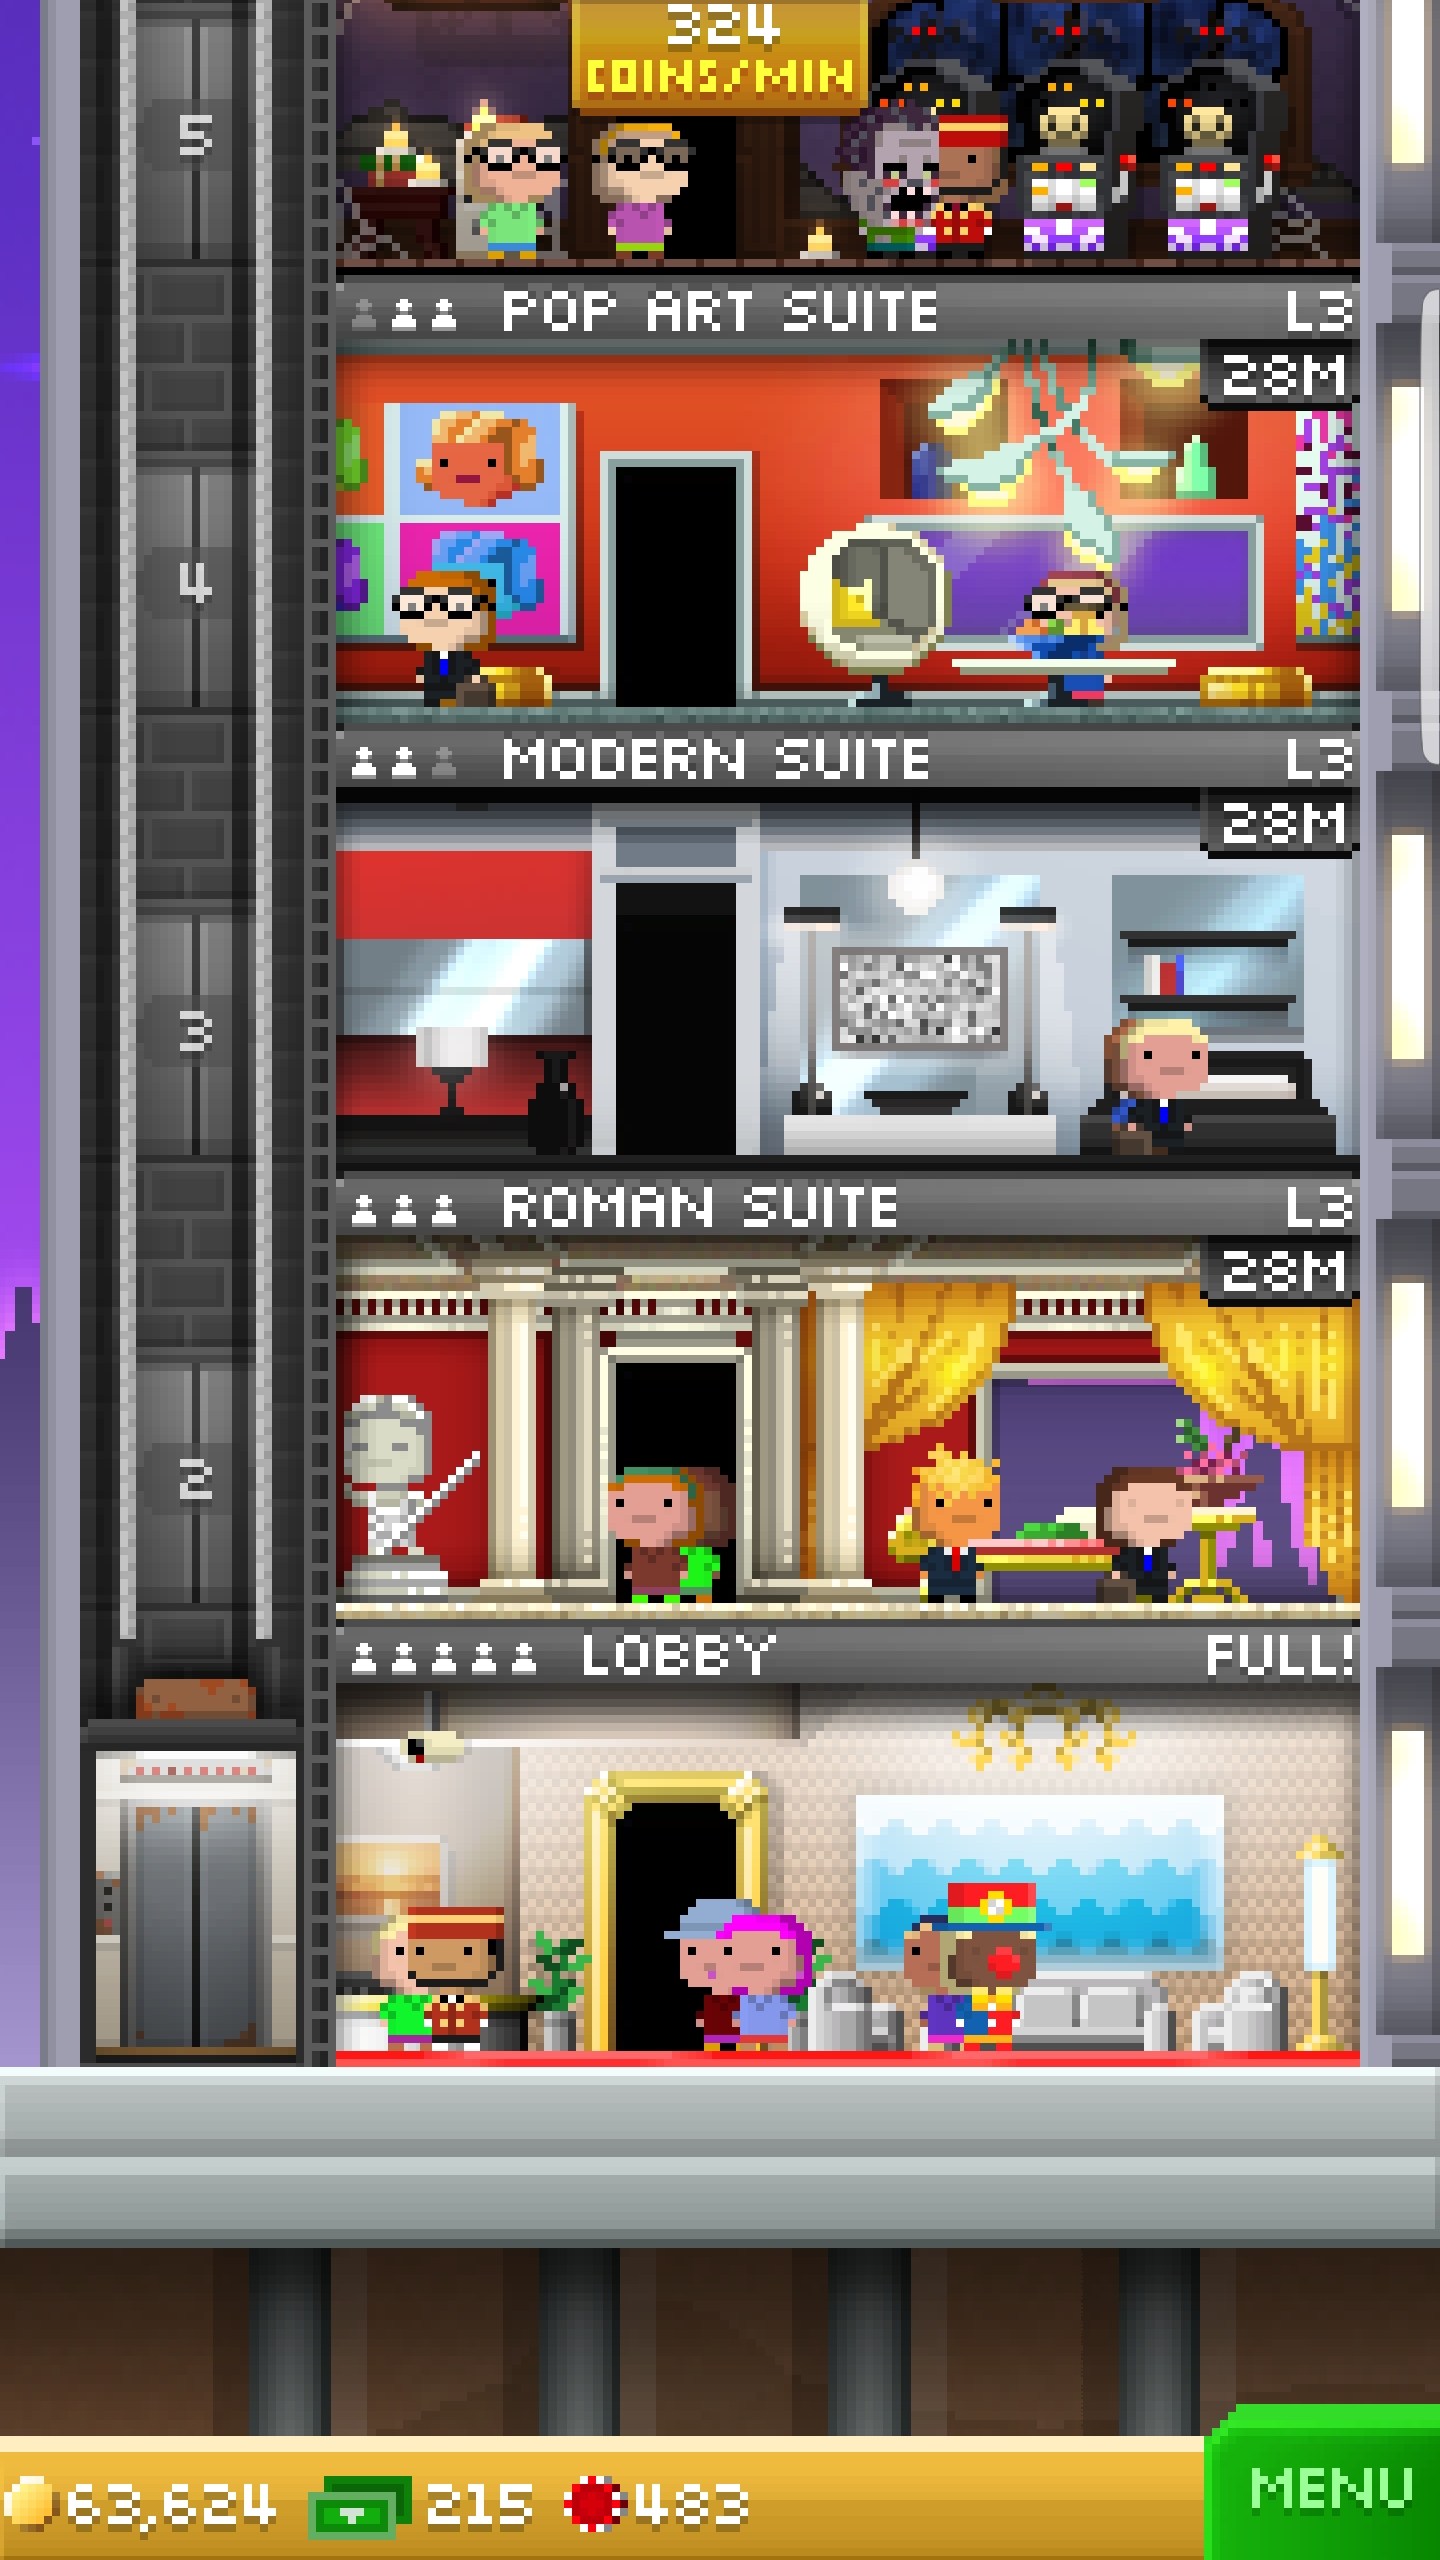 324
COINS/MIN
5
POP ART SUITE L3
28M
4
MODERN SUITE L3
28M
3
ROMAN SUITE L3
28M
2
LOBBY FULL!
63,624 215 483
MENU